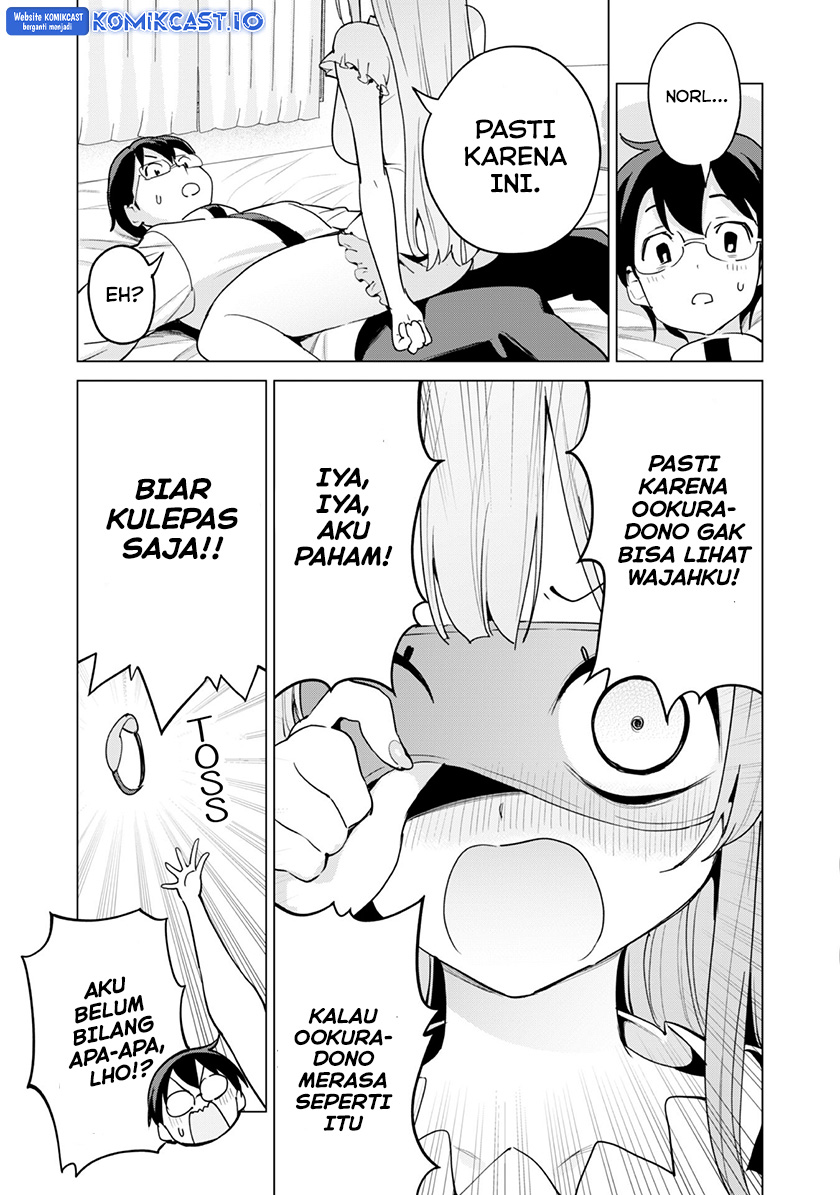 Website KOMIKCAST
berganti menjadi
KOMIKCAST.IO
NORI...
PASTI
KARENA
INI.
EH?
PASTI
KARENA
OOKURA-
DONO GAK
BISA LIHAT
WAJAHKU!
IYA,
IYA,
AKU
PAHAM!
KALAU
OOKURA-
DONO
MERASA
SEPERTI
ITU
BIAR
KULEPAS
SAJA!!
TOSS
AKU
BELUM
BILANG
APA-APA,
LHO!?